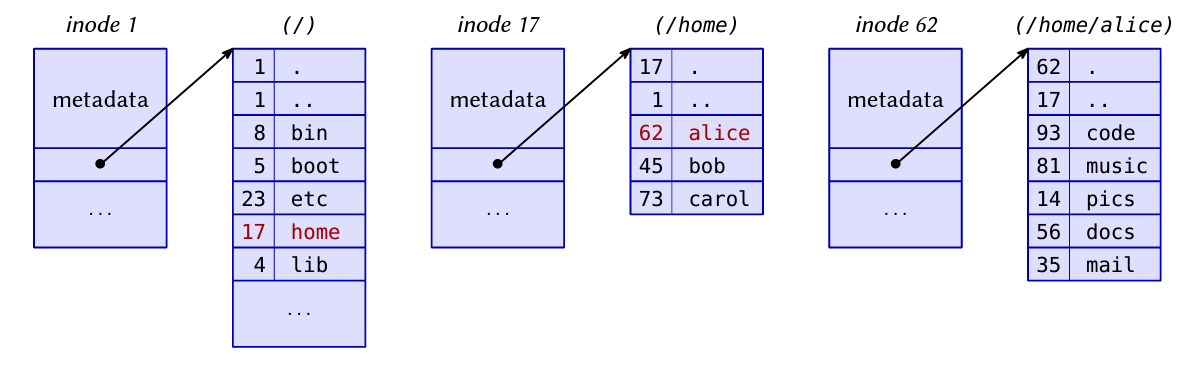 inode 1
metadata
...
(/)
1 .
1 ..
8 bin
5 boot
23 etc
17 home
4 lib
...
inode 17
metadata
...
(/home)
17 .
1 ..
62 alice
45 bob
73 carol
inode 62
metadata
...
(/home/alice)
62 .
17 ..
93 code
81 music
14 pics
56 docs
35 mail